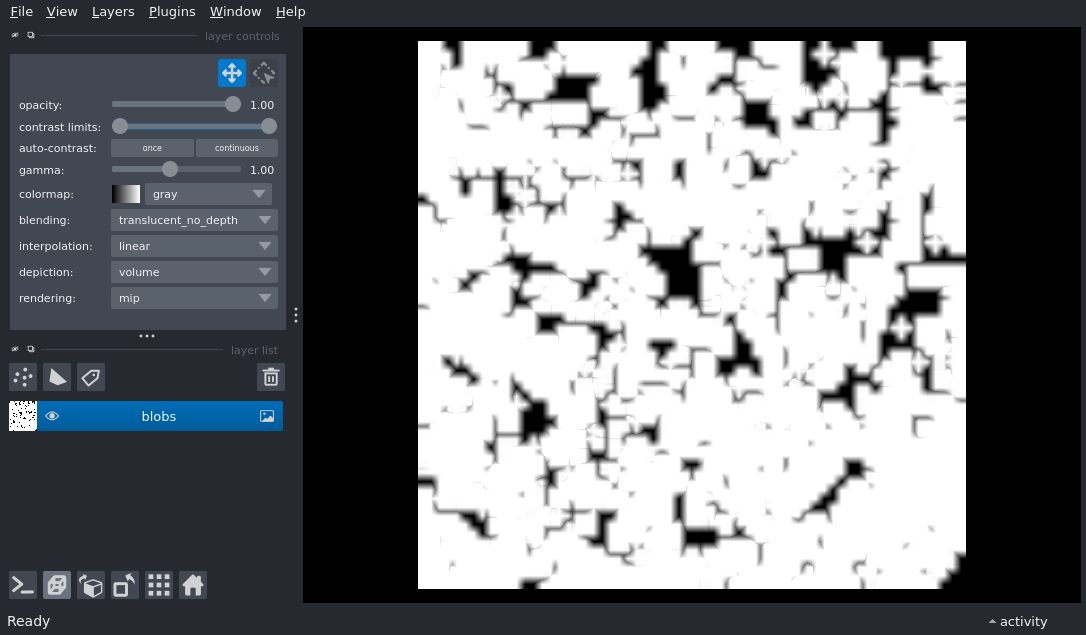 File View Layers Plugins Window Help
layer controls
opacity: 1.00
contrast limits:
auto-contrast: once continuous
gamma: 1.00
colormap: gray
blending: translucent_no_depth
interpolation: linear
depiction: volume
rendering: mip
layer list
blobs
Ready activity